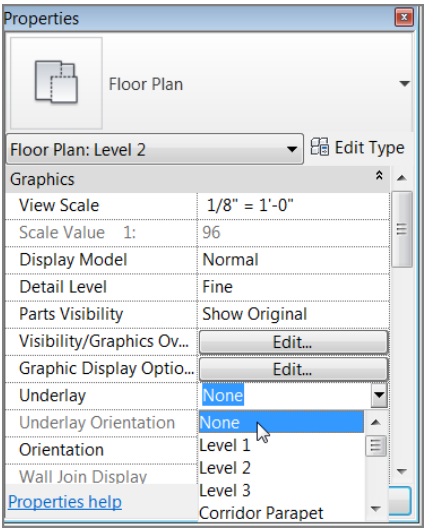 Properties
Floor Plan
Floor Plan: Level 2 Edit Type
Graphics
View Scale 1/8" = 1'-0"
Scale Value 1: 96
Display Model Normal
Detail Level Fine
Parts Visibility Show Original
Visibility/Graphics Ov... Edit...
Graphic Display Optio... Edit...
Underlay None
Underlay Orientation None
Orientation Level 1
Wall Join Display Level 2
Level 3
Properties help Corridor Parapet